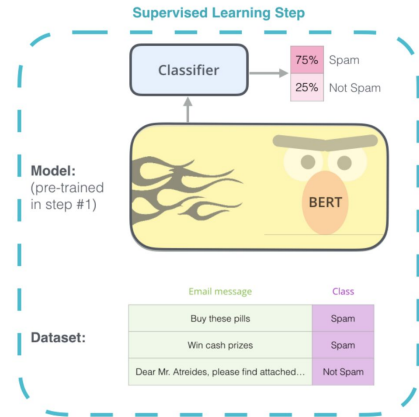 Supervised Learning Step
Classifier
75% Spam
25% Not Spam
Model:
(pre-trained
in step #1)
BERT
Email message Class
Dataset:
Buy these pills Spam
Win cash prizes Spam
Dear Mr. Atreides, please find attached... Not Spam